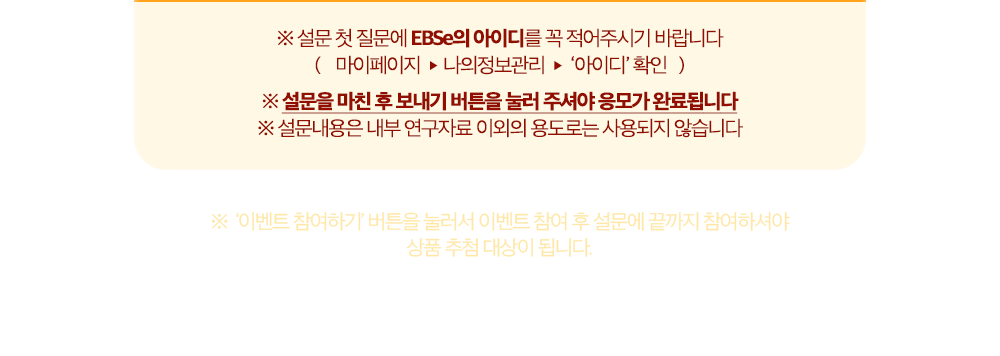 ※ 설문 첫 질문에 EBSe의 아이디를 꼭 적어주시기 바랍니다
( 마이페이지 ▶ 나의정보관리 ▶ ‘아이디’ 확인 )
※ 설문을 마친 후 보내기 버튼을 눌러 주셔야 응모가 완료됩니다
※ 설문내용은 내부 연구자료 이외의 용도로는 사용되지 않습니다
※ ‘이벤트 참여하기’ 버튼을 눌러서 이벤트 참여 후 설문에 끝까지 참여하셔야
상품 추첨 대상이 됩니다.